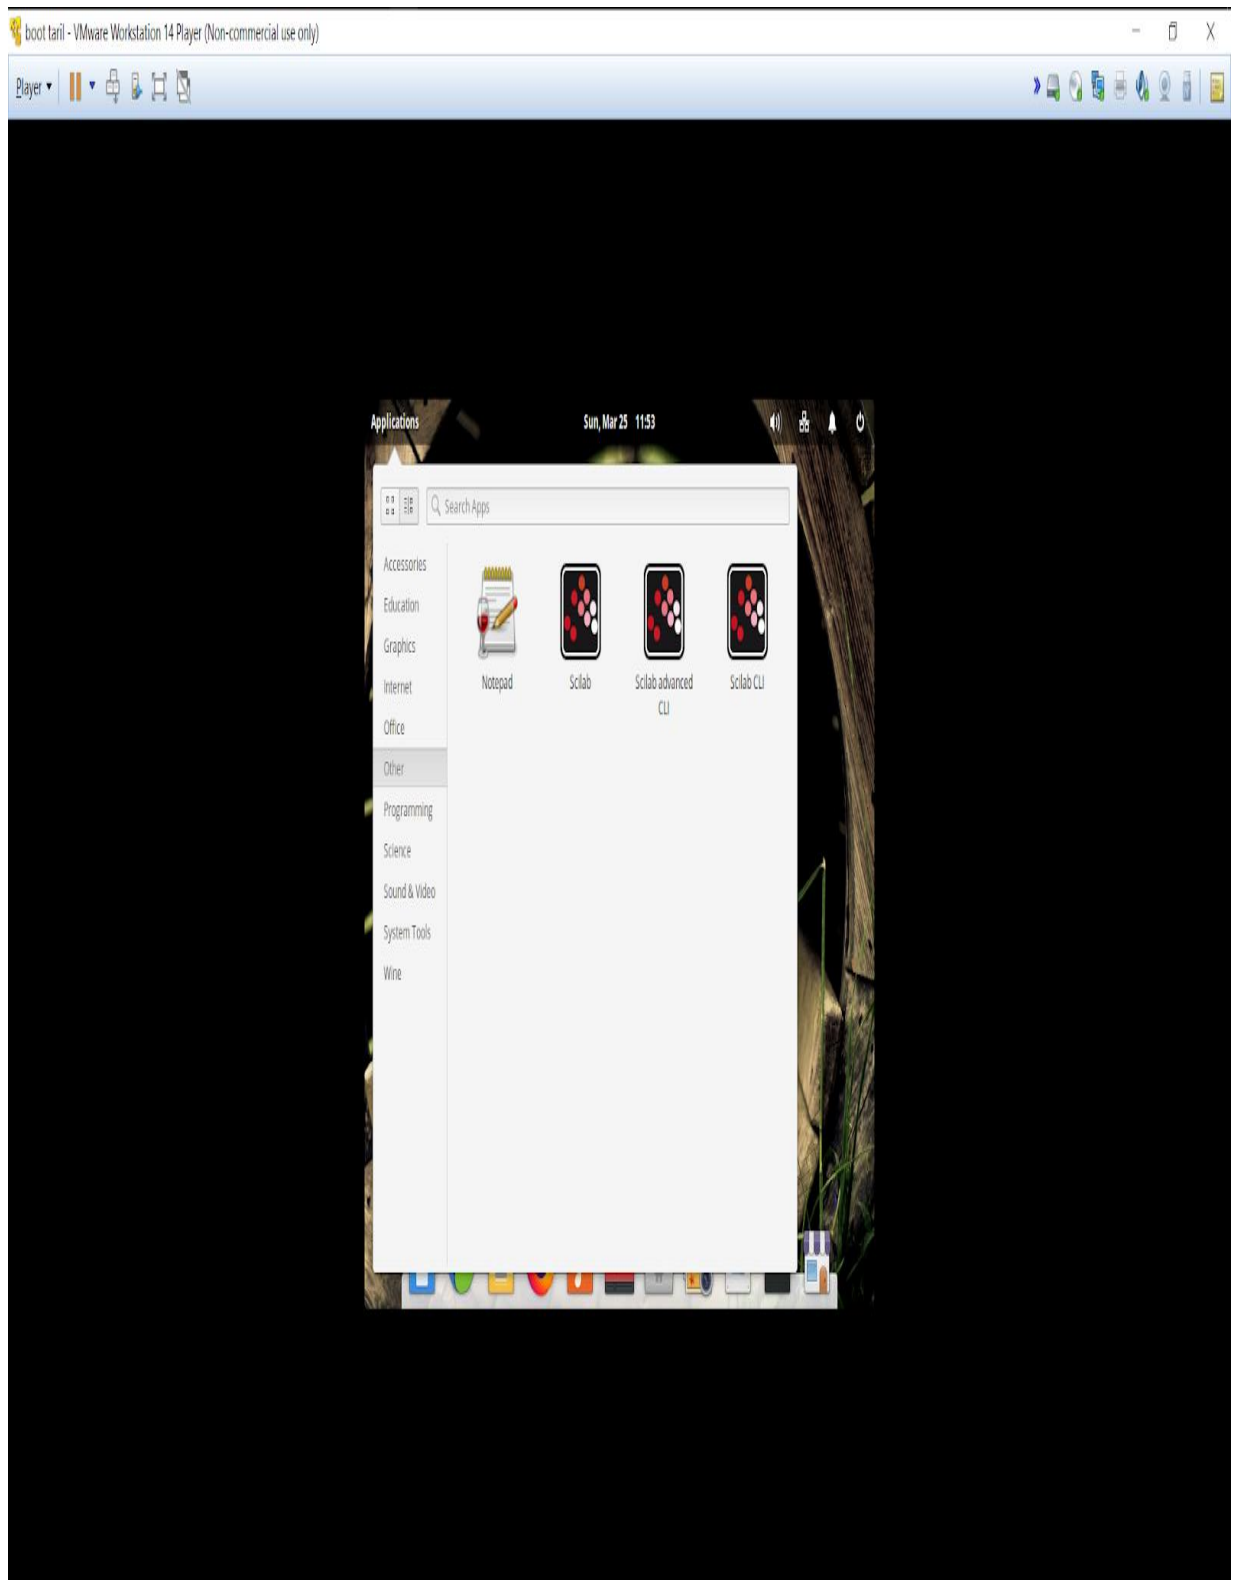 boot taril - VMware Workstation 14 Player (Non-commercial use only)
Player
Applications
Sun, Mar 25 11:53
Search Apps
Accessories
Education
Graphics
Internet
Office
Other
Programming
Science
Sound & Video
System Tools
Wine
Notepad
Scilab
Scilab advanced
CLI
Scilab CLI